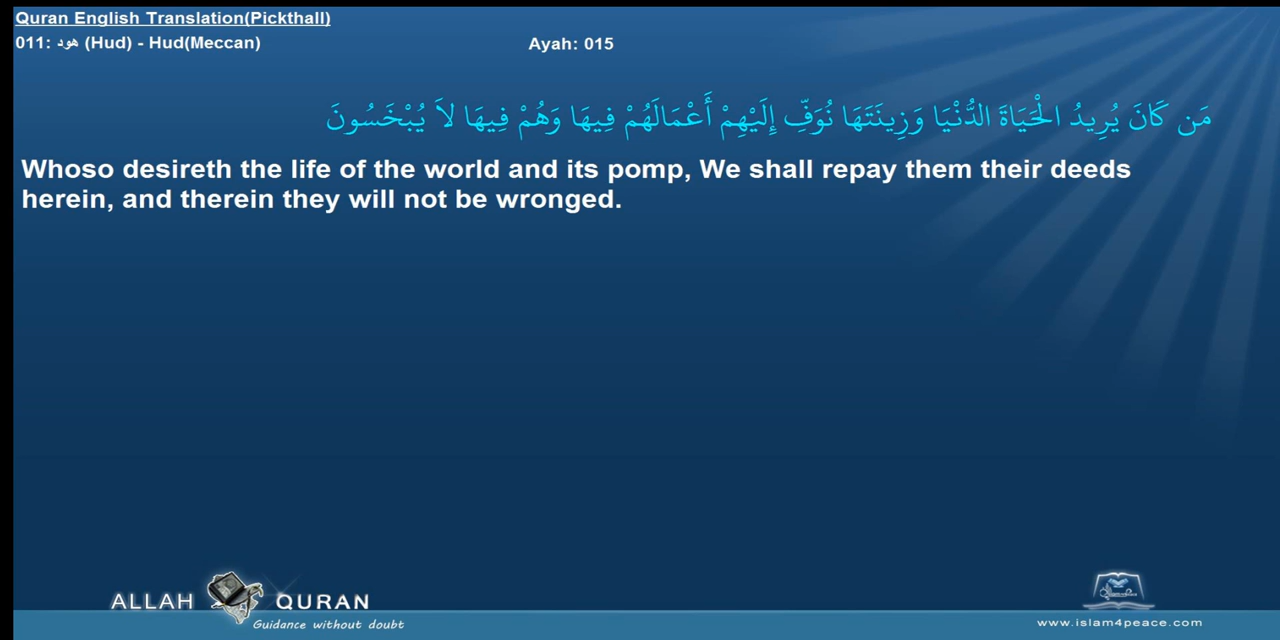 Quran English Translation(Pickthall)
011: هود (Hud) - Hud(Meccan)
Ayah: 015
مَن كَانَ يُرِيدُ الْحَيَاةَ الدُّنْيَا وَزِينَتَهَا نُوَفِّ إِلَيْهِمْ أَعْمَالَهُمْ فِيهَا وَهُمْ فِيهَا لاَ يُبْخَسُونَ
Whoso desireth the life of the world and its pomp, We shall repay them their deeds
herein, and therein they will not be wronged.
ALLAH QURAN
Guidance without doubt
www.islam4peace.com